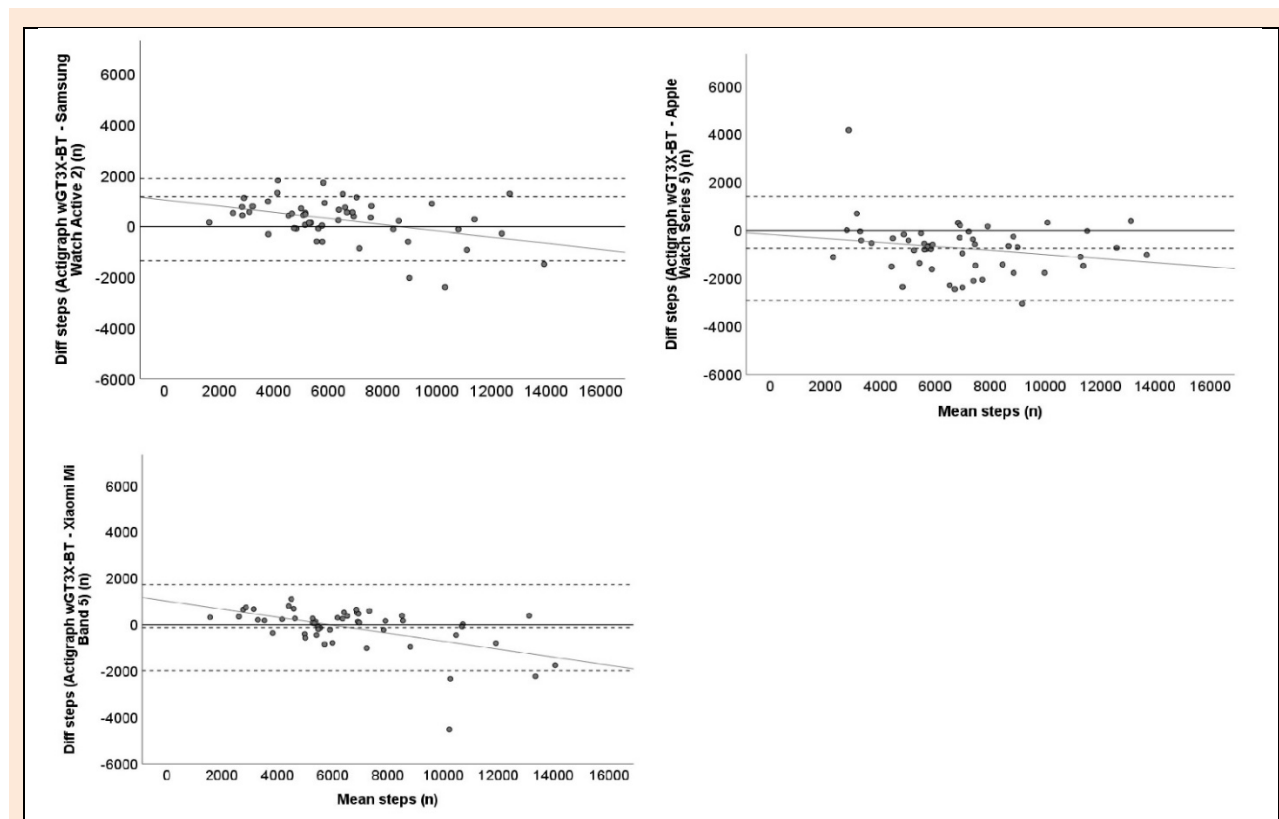 Diff steps (Actigraph wGT3X-BT - Samsung
Watch Active 2) (n)
6000
4000
2000
0
-2000
-4000
-6000
0 2000 4000 6000 8000 10000 12000 14000 16000
Diff steps (Actigraph wGT3X-BT - Apple
Watch Series 5) (n)
6000
4000
2000
0
-2000
-4000
-6000
0 2000 4000 6000 8000 10000 12000 14000 16000
Mean steps (n)
Diff steps (Actigraph wGT3X-BT - Xiaomi Mi
Band 5) (n)
6000
4000
2000
0
-2000
-4000
-6000
0 2000 4000 6000 8000 10000 12000 14000 16000
Mean steps (n)